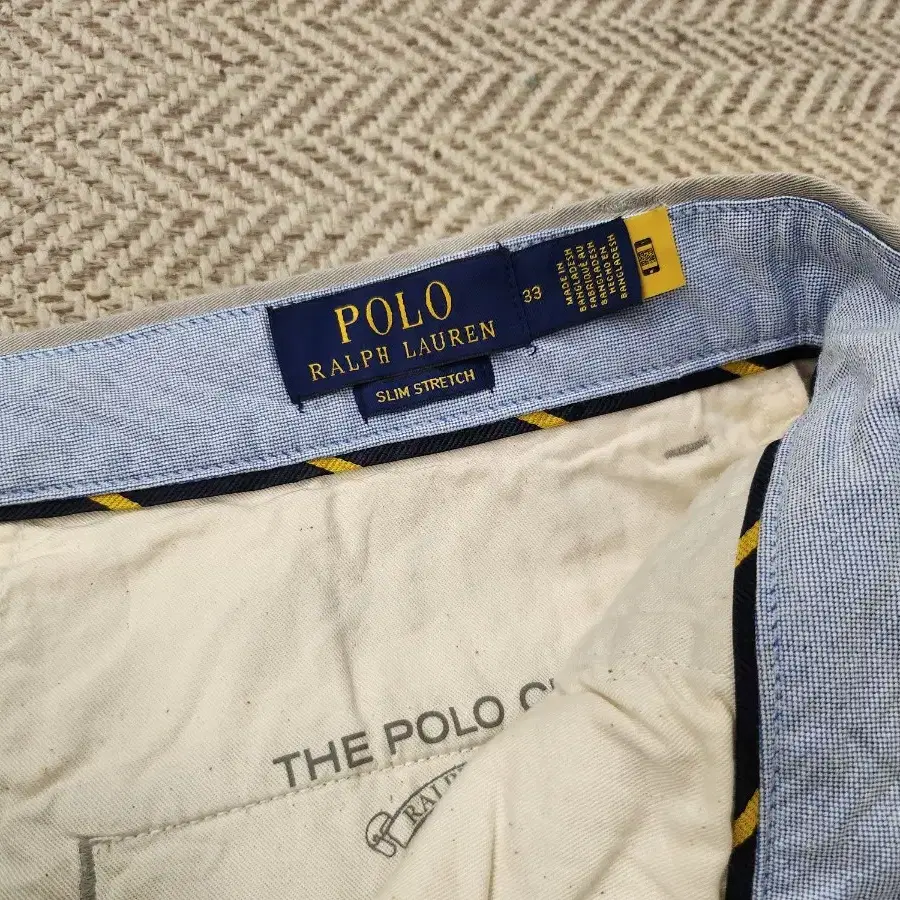 POLO
RALPH LAUREN
SLIM STRETCH
33
MADE IN
BANGLADESH
FABRIQUÉ AU
BANGLADESH
HECHO EN
BANGLADESH
THE POLO